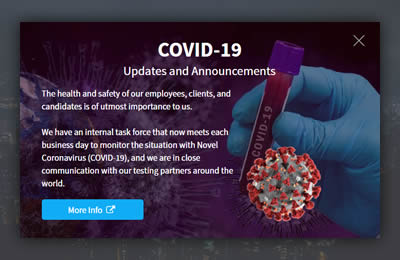 COVID-19
Updates and Announcements
The health and safety of our employees, clients, and
candidates is of utmost importance to us.
We have an internal task force that now meets each
business day to monitor the situation with Novel
Coronavirus (COVID-19), and we are in close
communication with our testing partners around the
world.
More Info
COVID-19